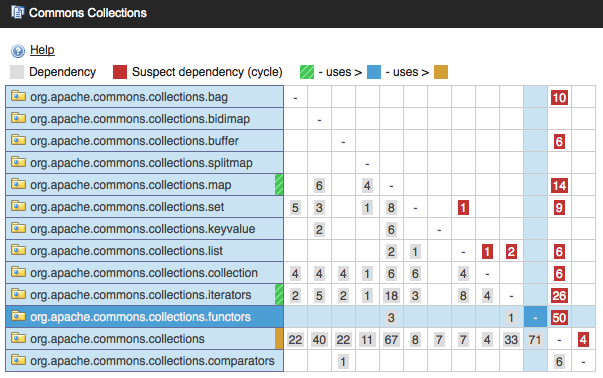 Commons Collections
Help
Dependency Suspect dependency (cycle) - uses > - uses >
org.apache.commons.collections.bag - 10
org.apache.commons.collections.bidimap -
org.apache.commons.collections.buffer - 6
org.apache.commons.collections.splitmap -
org.apache.commons.collections.map 6 4 - 14
org.apache.commons.collections.set 5 3 1 8 - 1 9
org.apache.commons.collections.keyvalue 2 6 -
org.apache.commons.collections.list 2 1 - 1 2 6
org.apache.commons.collections.collection 4 4 4 1 6 6 4 - 6
org.apache.commons.collections.iterators 2 5 2 1 18 3 8 4 - 26
org.apache.commons.collections.functors 3 1 - 50
org.apache.commons.collections 22 40 22 11 67 8 7 7 4 33 71 - 4
org.apache.commons.collections.comparators 1 6 -